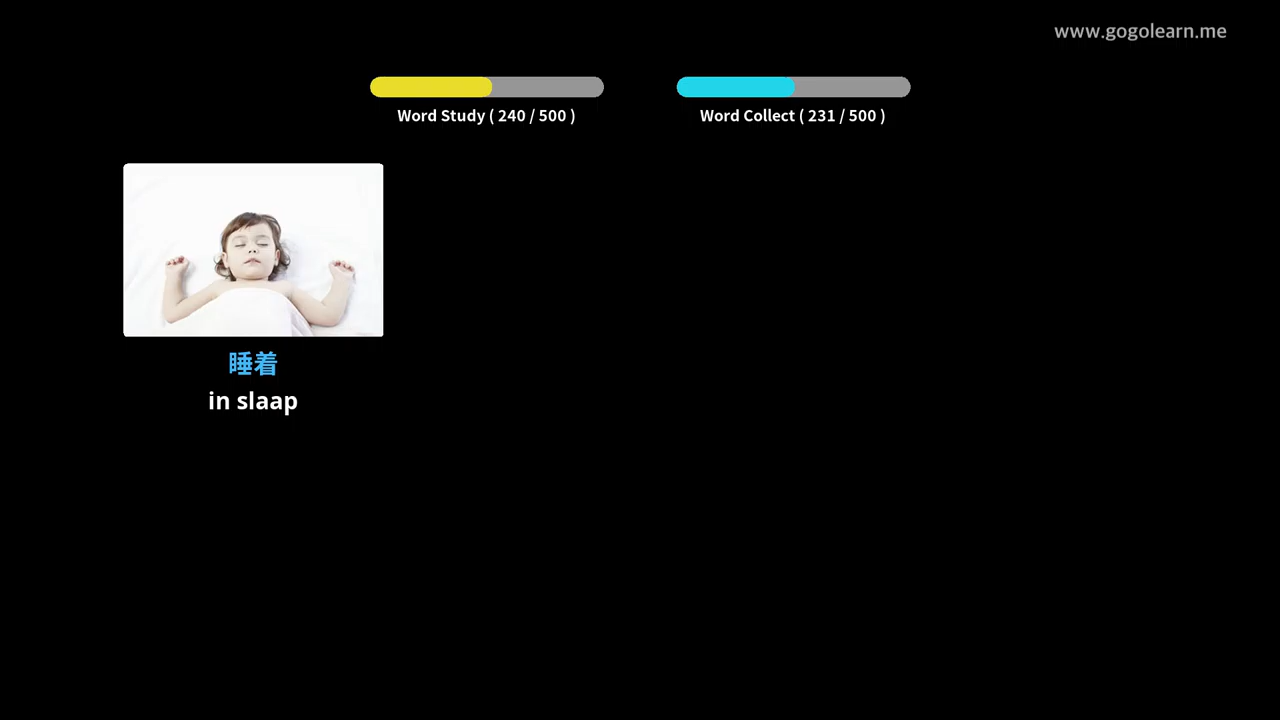 www.gogolearn.me
Word Study ( 240 / 500 )
Word Collect ( 231 / 500 )
睡着
in slaap